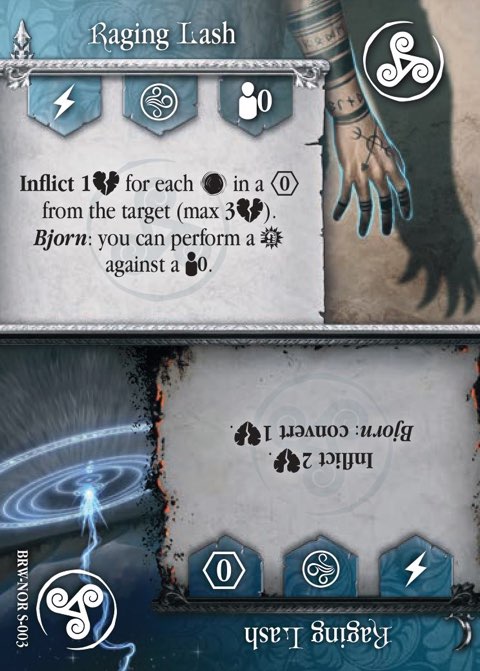 Raging Lash
0
Inflict 1 for each in a 0
from the target (max 3).
Bjorn: you can perform a
against a 0.
Raging Lash
0
Inflict 2.
Bjorn: convert 1.
BRW-NOR S-003